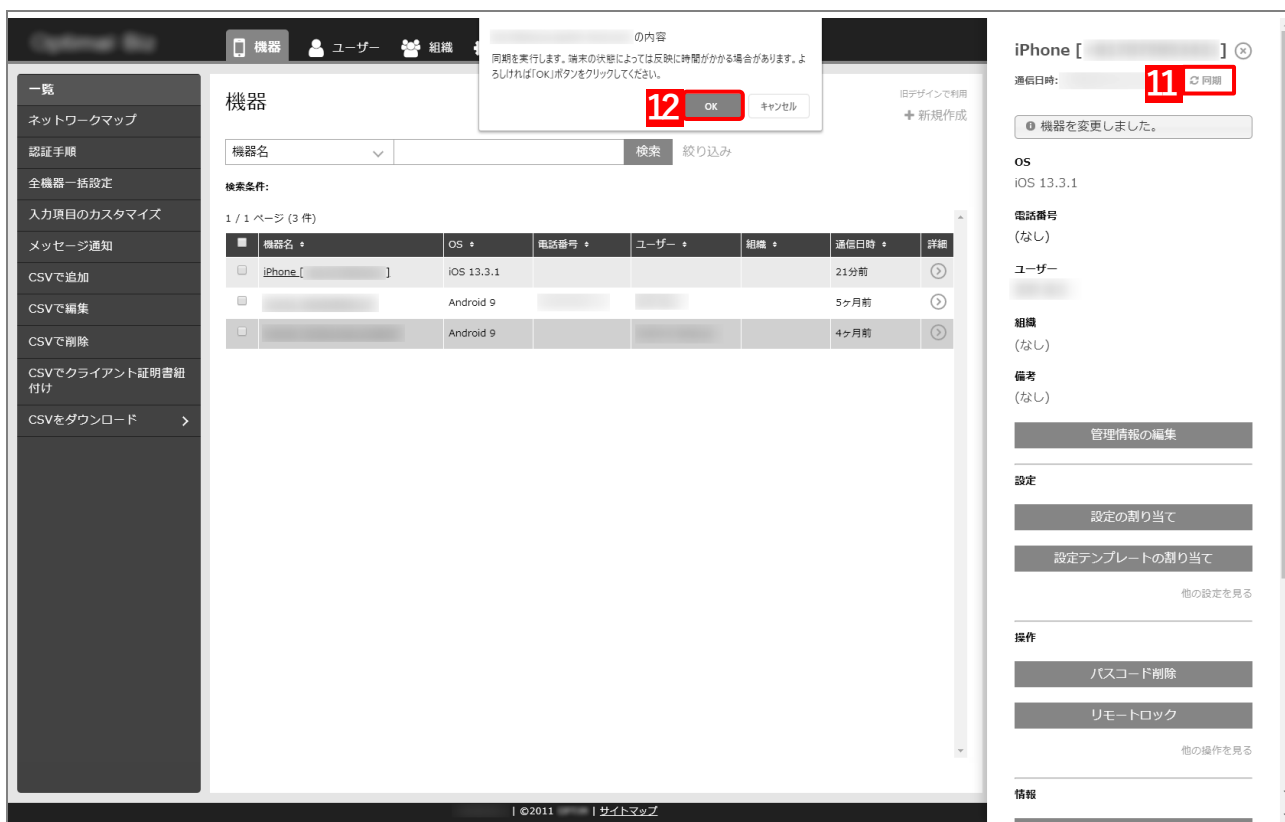 機器
ユーザー
組織
の内容
同期を実行します。端末の状態によっては反映に時間がかかる場合があります。よ
ろしければ「OK」ボタンをクリックしてください。
12
OK
キャンセル
一覧
ネットワークマップ
認証手順
全機器一括設定
入力項目のカスタマイズ
メッセージ通知
CSVで追加
CSVで編集
CSVで削除
CSVでクライアント証明書紐
付け
CSVをダウンロード
機器
旧デザインで利用
新規作成
機器名
検索
絞り込み
検索条件:
1 / 1 ページ (3 件)
機器名 OS 電話番号 ユーザー 組織 通信日時 詳細
iPhone [ ] iOS 13.3.1 21分前
Android 9 5ヶ月前
Android 9 4ヶ月前
iPhone [ ]
通信日時:
11
同期
機器を変更しました。
OS
iOS 13.3.1
電話番号
(なし)
ユーザー
組織
(なし)
備考
(なし)
管理情報の編集
設定
設定の割り当て
設定テンプレートの割り当て
他の設定を見る
操作
パスコード削除
リモートロック
他の操作を見る
情報
| ©2011 | サイトマップ